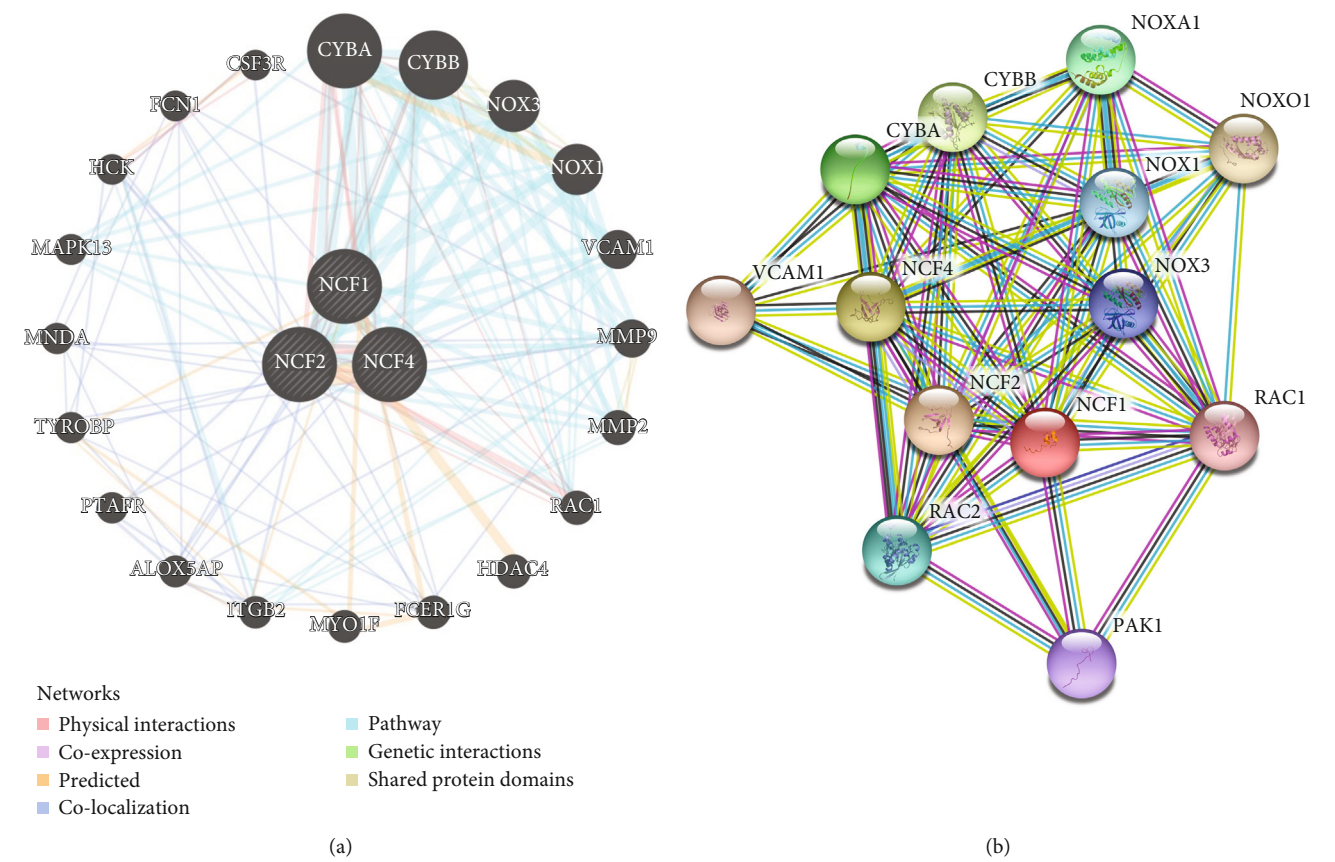 CYBA
CYBB
CSF3R
NOX3
FCN1
HCK
NOX1
MAPK13
VCAM1
NCF1
MNDA
MMP9
NCF2
NCF4
TYROBP
MMP2
PTAFR
RAC1
ALOX5AP
HDAC4
ITGB2
MYO1F
FCER1G
Networks
Physical interactions
Co-expression
Predicted
Co-localization
Pathway
Genetic interactions
Shared protein domains
(a)
NOXA1
CYBB
NOXO1
CYBA
NOX1
VCAM1
NCF4
NOX3
NCF2
NCF1
RAC1
RAC2
PAK1
(b)